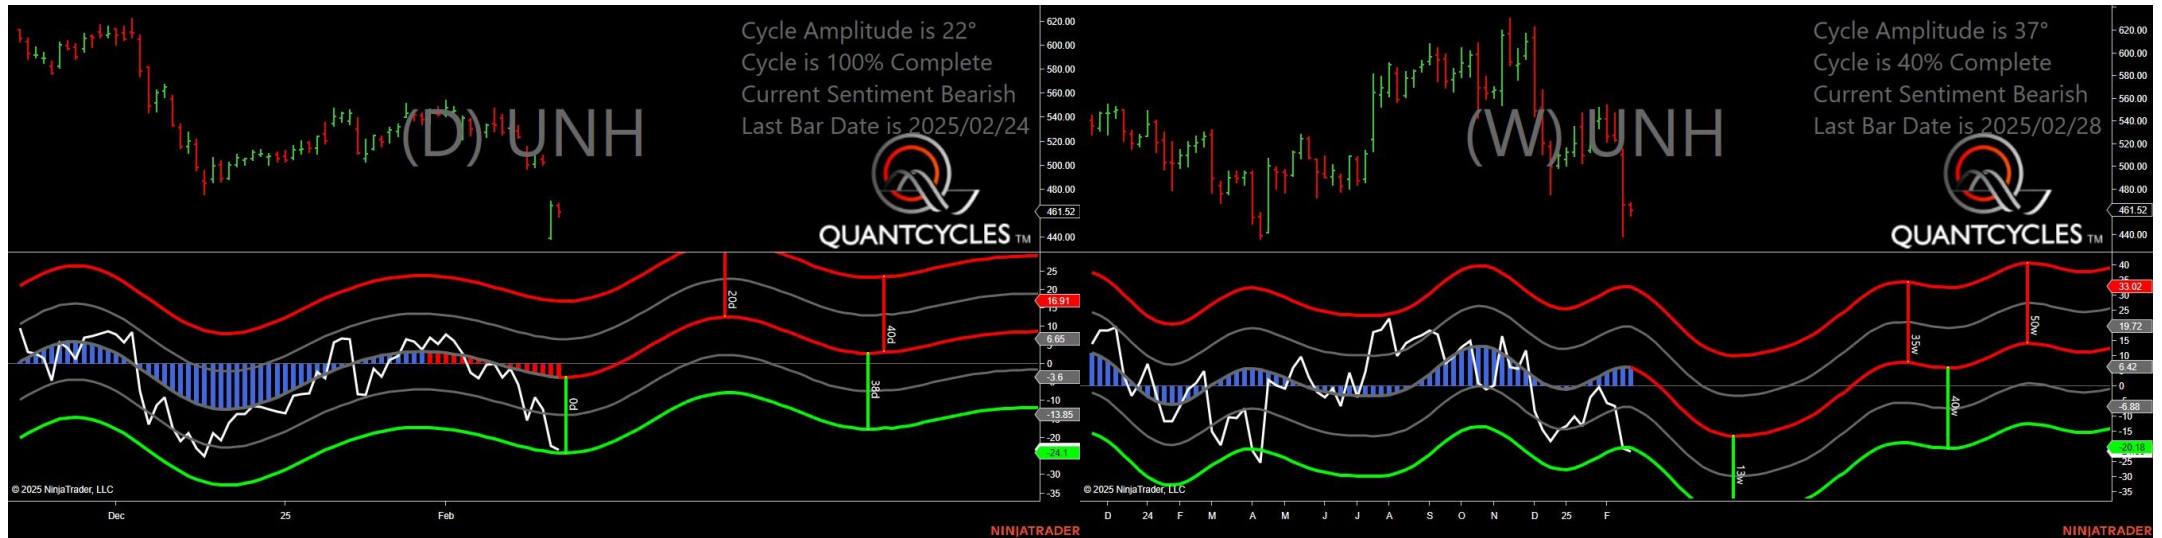 Cycle Amplitude is 22°
Cycle is 100% Complete
Current Sentiment Bearish
Last Bar Date is 2025/02/24
(D) UNH
QUANTCYCLES TM
620.00
600.00
580.00
560.00
540.00
520.00
500.00
480.00
461.52
440.00
25
20
16.91
15
10
6.65
0
-3.6
-10
-13.85
-20
-24.1
-30
-35
20d
40d
0d
38d
© 2025 NinjaTrader, LLC
Dec
25
Feb
NINJATRADER
Cycle Amplitude is 37°
Cycle is 40% Complete
Current Sentiment Bearish
Last Bar Date is 2025/02/28
(W) UNH
QUANTCYCLES TM
620.00
600.00
580.00
560.00
540.00
520.00
500.00
480.00
461.52
440.00
40
33.02
30
25
19.72
15
10
6.42
0
-6.88
-10
-15
-20.18
-25
-30
-35
35w
50w
40w
13w
© 2025 NinjaTrader, LLC
D
24
F
M
A
M
J
J
A
S
O
N
D
25
F
NINJATRADER